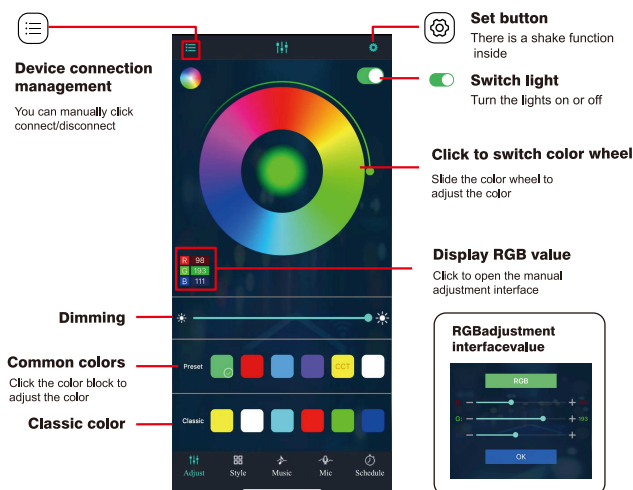 Device connection
management
You can manually click
connect/disconnect
Set button
There is a shake function
inside
Switch light
Turn the lights on or off
Click to switch color wheel
Slide the color wheel to
adjust the color
R 98
G 193
B 111
Display RGB value
Click to open the manual
adjustment interface
Dimming
Common colors
Click the color block to
adjust the color
Preset
CCT
Classic color
Classic
Adjust
Style
Music
Mic
Schedule
RGBadjustment
interfacevalue
RGB
G: 193
OK